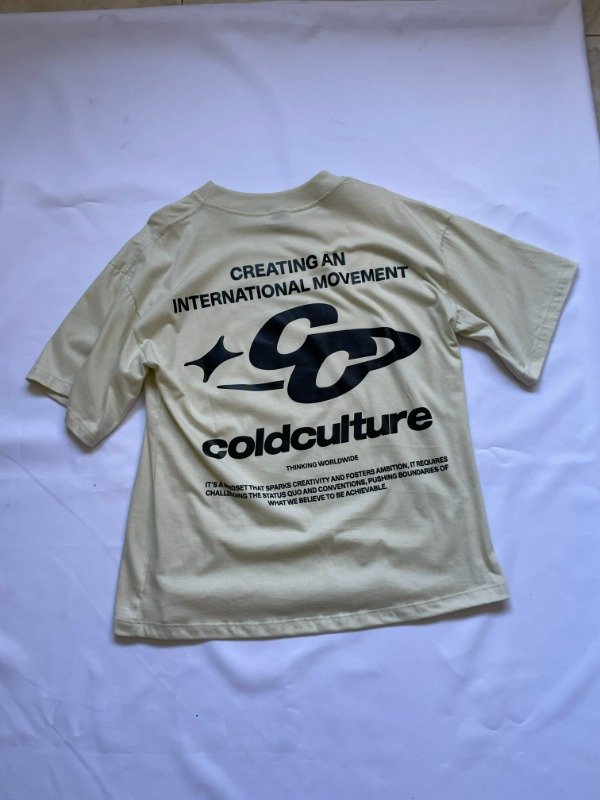 CREATING AN
INTERNATIONAL MOVEMENT
CC
coldculture
THINKING WORLDWIDE
IT'S A MINDSET THAT SPARKS CREATIVITY AND FOSTERS AMBITION, IT REQUIRES
CHALLENGING THE STATUS QUO AND CONVENTIONS, PUSHING BOUNDARIES OF
WHAT WE BELIEVE TO BE ACHIEVABLE.